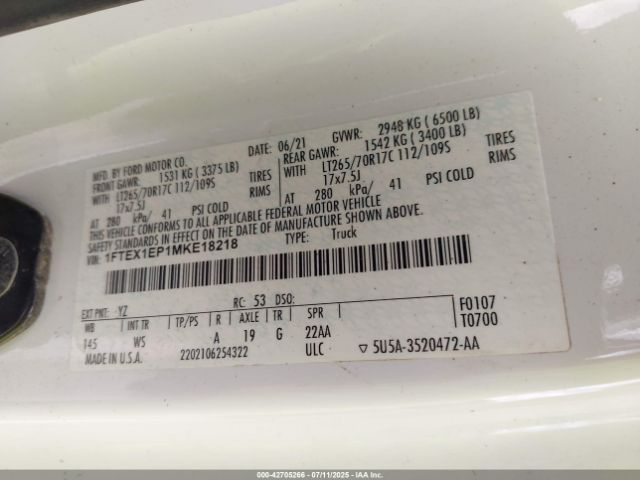 MFD. BY FORD MOTOR CO.
DATE: 06/21 GVWR: 2948 KG ( 6500 LB)
FRONT GAWR: 1531 KG ( 3375 LB) REAR GAWR: 1542 KG ( 3400 LB)
WITH LT265/70R17C 112/109S TIRES WITH LT265/70R17C 112/109S TIRES
17x7.5J RIMS 17x7.5J RIMS
AT 280 kPa/ 41 PSI COLD AT 280 kPa/ 41 PSI COLD
THIS VEHICLE CONFORMS TO ALL APPLICABLE FEDERAL MOTOR VEHICLE
SAFETY STANDARDS IN EFFECT ON THE DATE OF MANUFACTURE SHOWN ABOVE.
VIN: 1FTEX1EP1MKE18218 TYPE: Truck
EXT PNT: YZ RC: 53 DSO: F0107
WB INT TR TP/PS R AXLE TR SPR T0700
145 WS A 19 G 22AA
MADE IN U.S.A. 2202106254322 ULC ▽ 5U5A-3520472-AA
000-42705266 - 07/11/2025 - IAAI.com